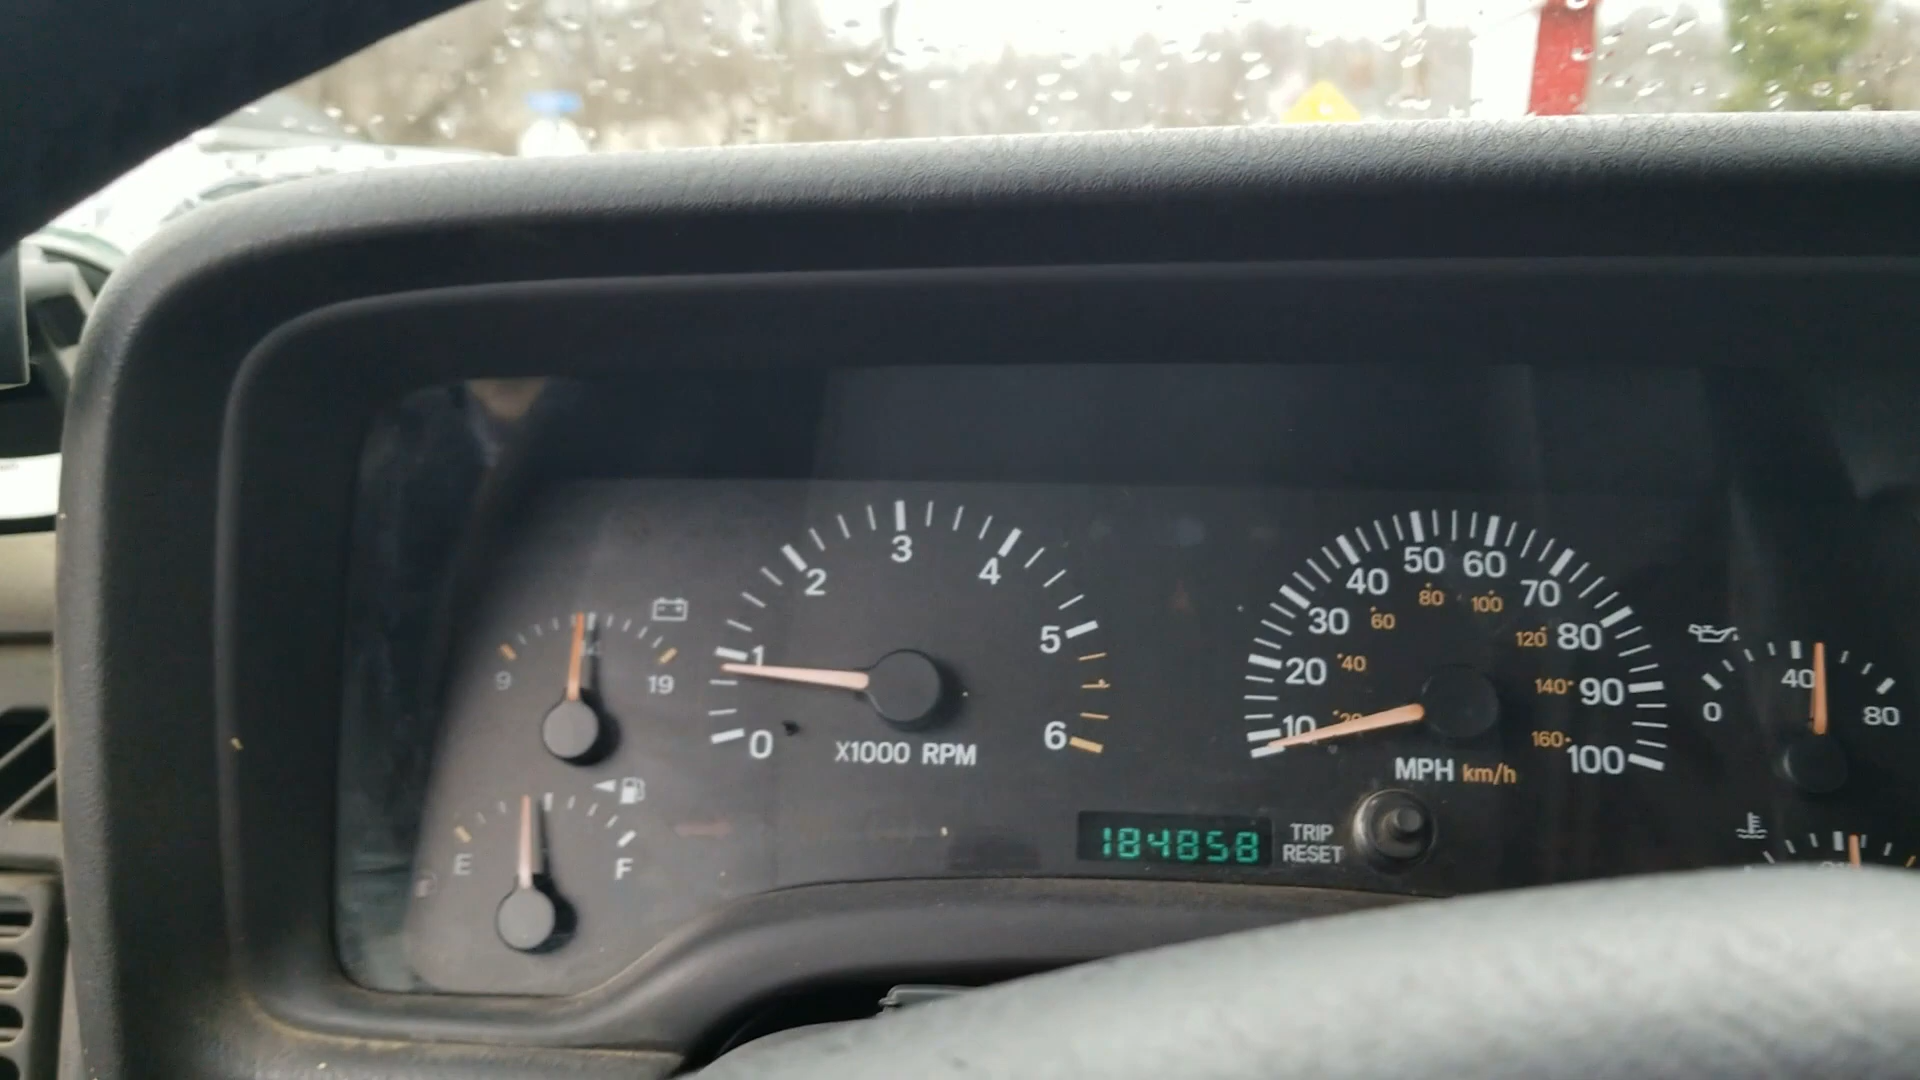 9 14 19
0 1 2 3 4 5 6
X1000 RPM
E F
10 20 30 40 50 60 70 80 90 100
20 40 60 80 100 120 140 160
MPH km/h
184858
TRIP
RESET
0 40 80